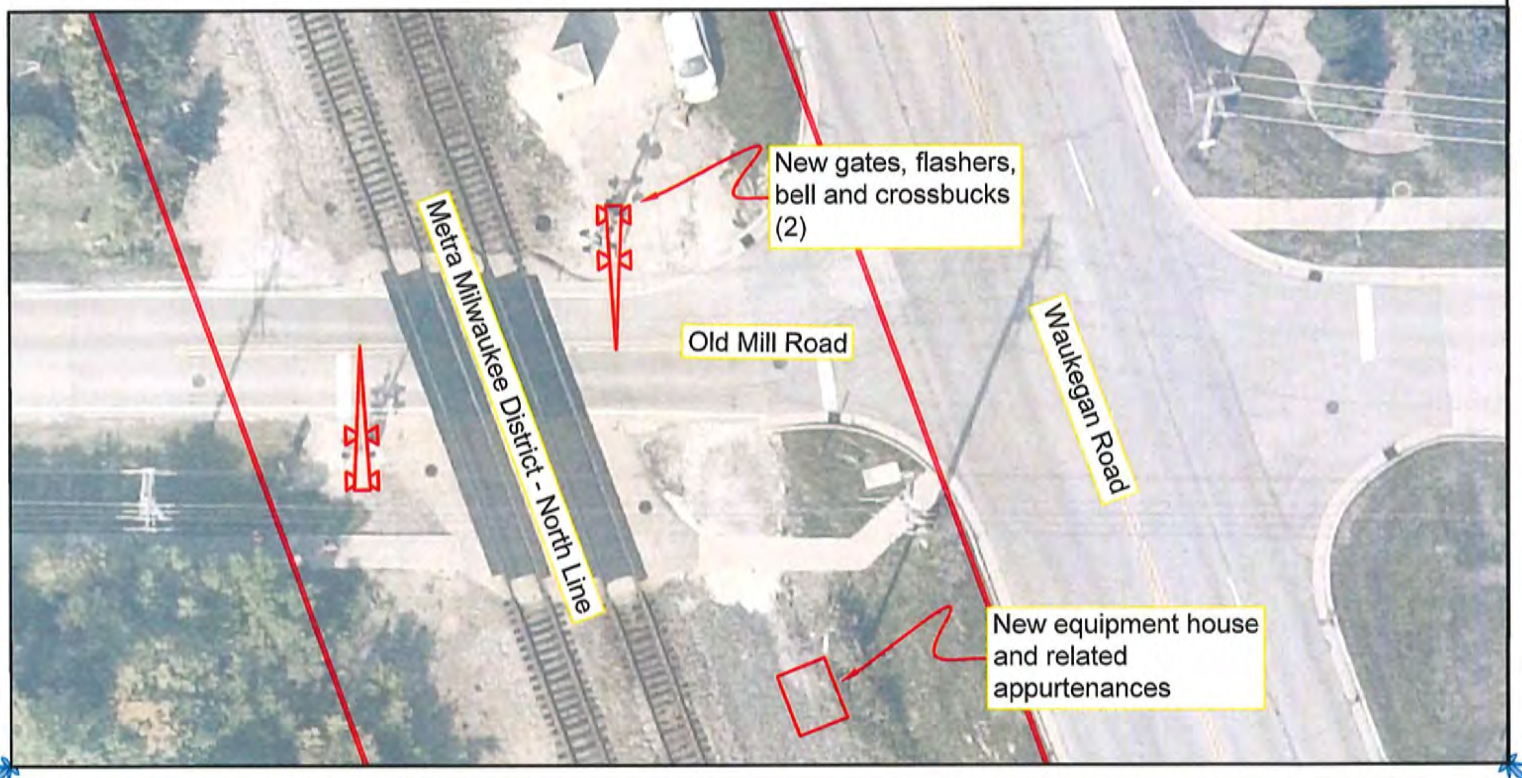 New gates, flashers,
bell and crossbucks
(2)
Metra Milwaukee District - North Line
Old Mill Road
Waukegan Road
New equipment house
and related
appurtenances